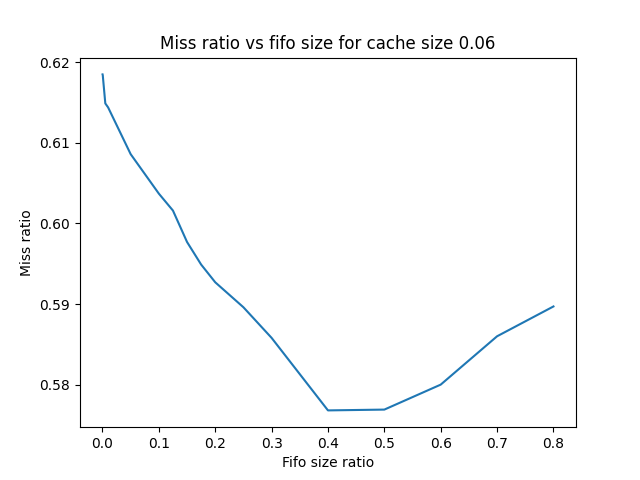 Miss ratio vs fifo size for cache size 0.06
0.62
0.61
0.60
0.59
0.58
Miss ratio
0.0 0.1 0.2 0.3 0.4 0.5 0.6 0.7 0.8
Fifo size ratio